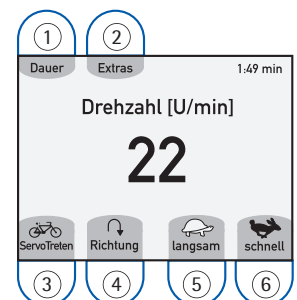 1 2
Dauer Extras 1:49 min
Drehzahl [U/min]
22
ServoTreten Richtung langsam schnell
3 4 5 6